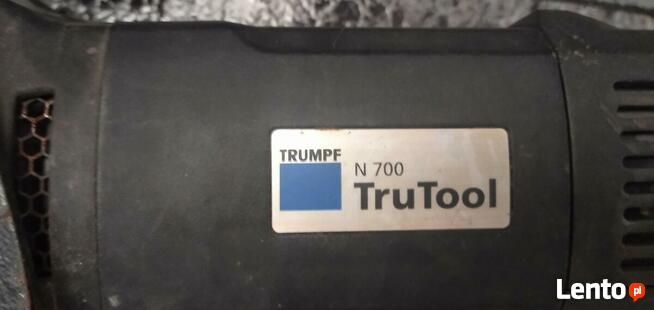 TRUMPF
N 700
TruTool
Lento.pl